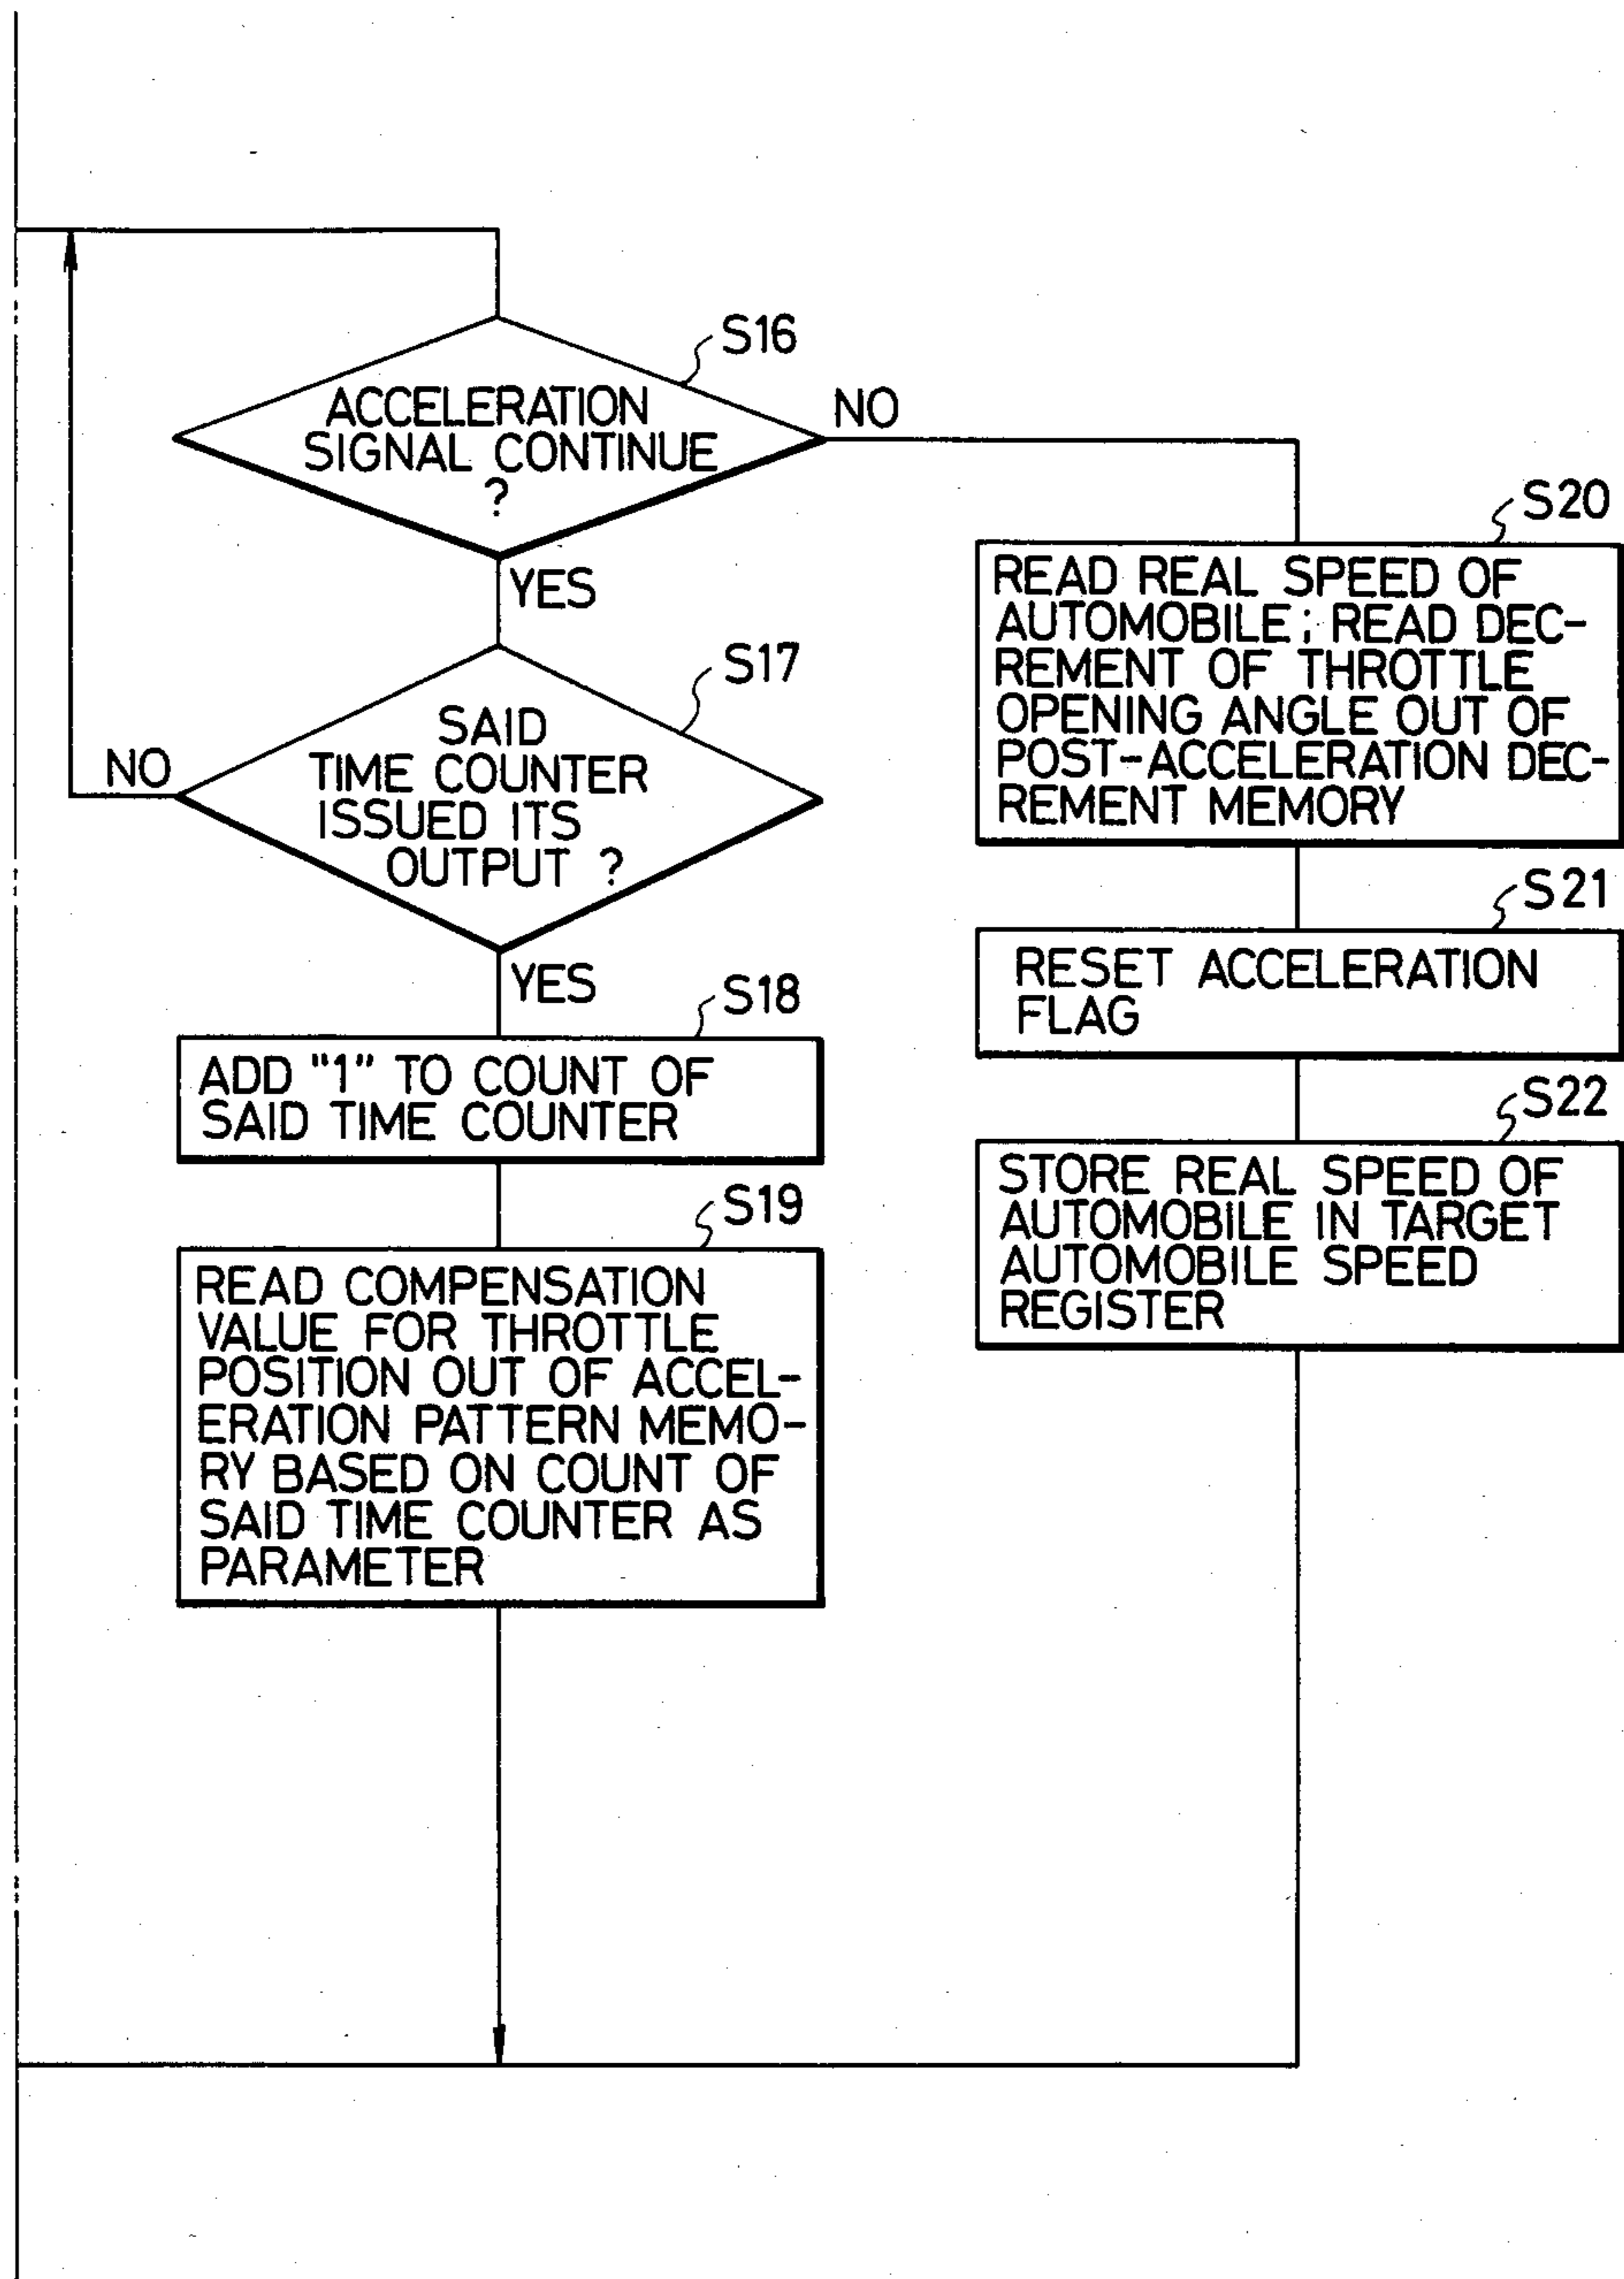 S16
ACCELERATION
SIGNAL CONTINUE
?
NO
YES
S17
SAID
TIME COUNTER
ISSUED ITS
OUTPUT ?
NO
YES
S18
ADD "1" TO COUNT OF
SAID TIME COUNTER
S19
READ COMPENSATION
VALUE FOR THROTTLE
POSITION OUT OF ACCEL-
ERATION PATTERN MEMO-
RY BASED ON COUNT OF
SAID TIME COUNTER AS
PARAMETER
S20
READ REAL SPEED OF
AUTOMOBILE; READ DEC-
REMENT OF THROTTLE
OPENING ANGLE OUT OF
POST-ACCELERATION DEC-
REMENT MEMORY
S21
RESET ACCELERATION
FLAG
S22
STORE REAL SPEED OF
AUTOMOBILE IN TARGET
AUTOMOBILE SPEED
REGISTER